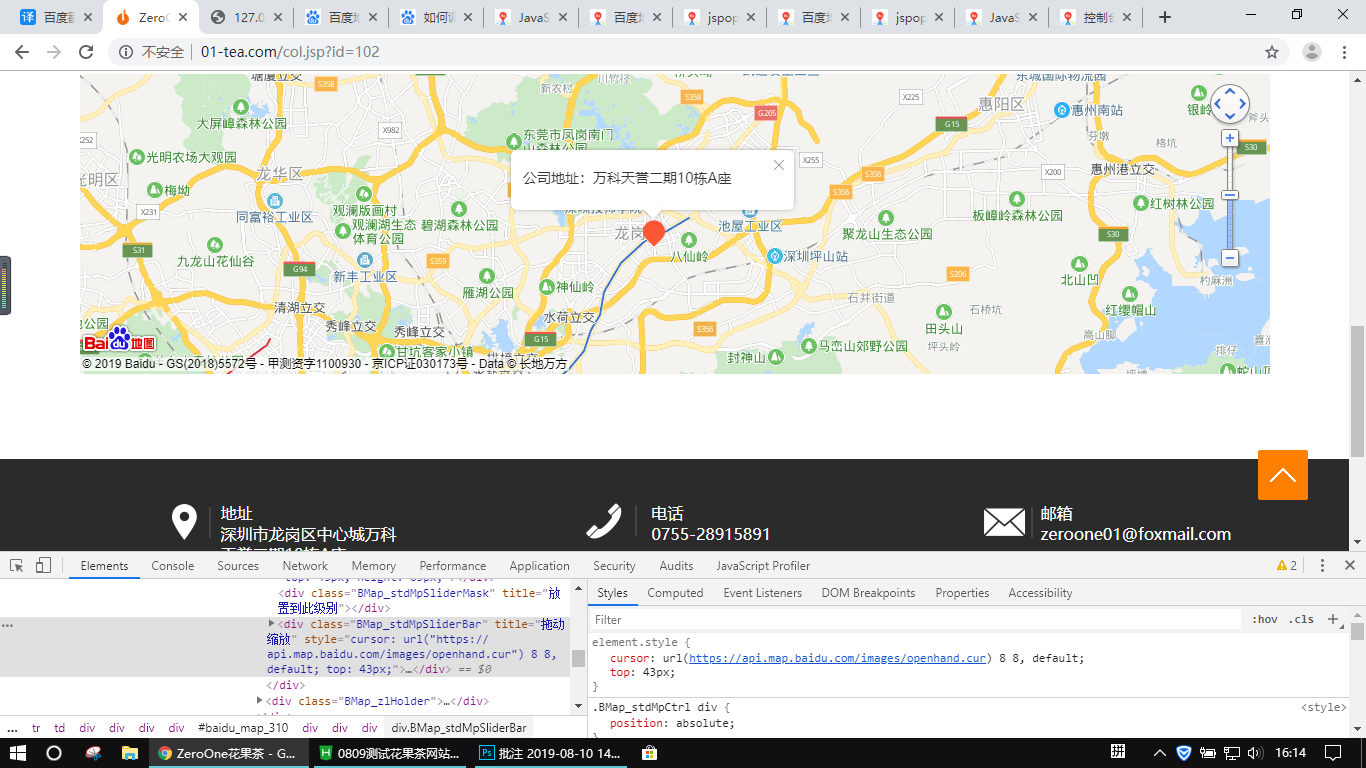 百度翻
ZeroO
127.0
百度地
如何调
JavaS
百度地
jspop
百度地
jspop
JavaS
控制台
不安全 01-tea.com/col.jsp?id=102
塘厦立交
S358
新农村
川竹径
S358
G205
X225
惠阳区
东城国际物流园
惠州南站
银岭
大屏嶂森林公园
X982
东莞市凤岗南门
山森林公园
G15
芬墩
格坑
S30
X252
光明农场大观园
光明区
龙华区
X255
S356
X200
惠州港立交
公司地址：万科天誉二期10栋A座
梅坳
X231
同富裕工业区
观澜版画村
观澜湖生态
体育公园
碧湖森林公园
龙岗
八仙岭
池屋工业区
S356
聚龙山生态公园
板嶂岭森林公园
红树林公园
S30
S31
九龙山花仙谷
G94
新丰工业区
S359
雁湖公园
神仙岭
深圳坪山站
S206
北山凹
清湖立交
秀峰立交
秀峰立交
水荷立交
G15
S356
石井街道
石桥坑
田头山
坪头岭
红缨帽山
高山脚
甘坑客家小镇
封神山
马峦山郊野公园
排仔
Bai du 地图
© 2019 Baidu - GS(2018)5572号 - 甲测资字1100930 - 京ICP证030173号 - Data © 长地万方
地址
深圳市龙岗区中心城万科
天誉二期10栋A座
电话
0755-28915891
邮箱
zeroone01@foxmail.com
Elements Console Sources Network Memory Performance Application Security Audits JavaScript Profiler 2
<div class="BMap_stdMpSliderMask" title="放
置到此级别"></div>
<div class="BMap_stdMpSliderBar" title="拖动
缩放" style="cursor: url("https://
api.map.baidu.com/images/openhand.cur") 8 8,
default; top: 43px;">…</div> == $0
</div>
<div class="BMap_zlHolder">…</div>
... tr td div div div div #baidu_map_310 div div div div.BMap_stdMpSliderBar
Styles Computed Event Listeners DOM Breakpoints Properties Accessibility
Filter :hov .cls +
element.style {
cursor: url(https://api.map.baidu.com/images/openhand.cur) 8 8, default;
top: 43px;
}
.BMap_stdMpCtrl div { <style>
position: absolute;
ZeroOne花果茶 - G...
0809测试花果茶网站...
批注 2019-08-10 14...
拼
16:14